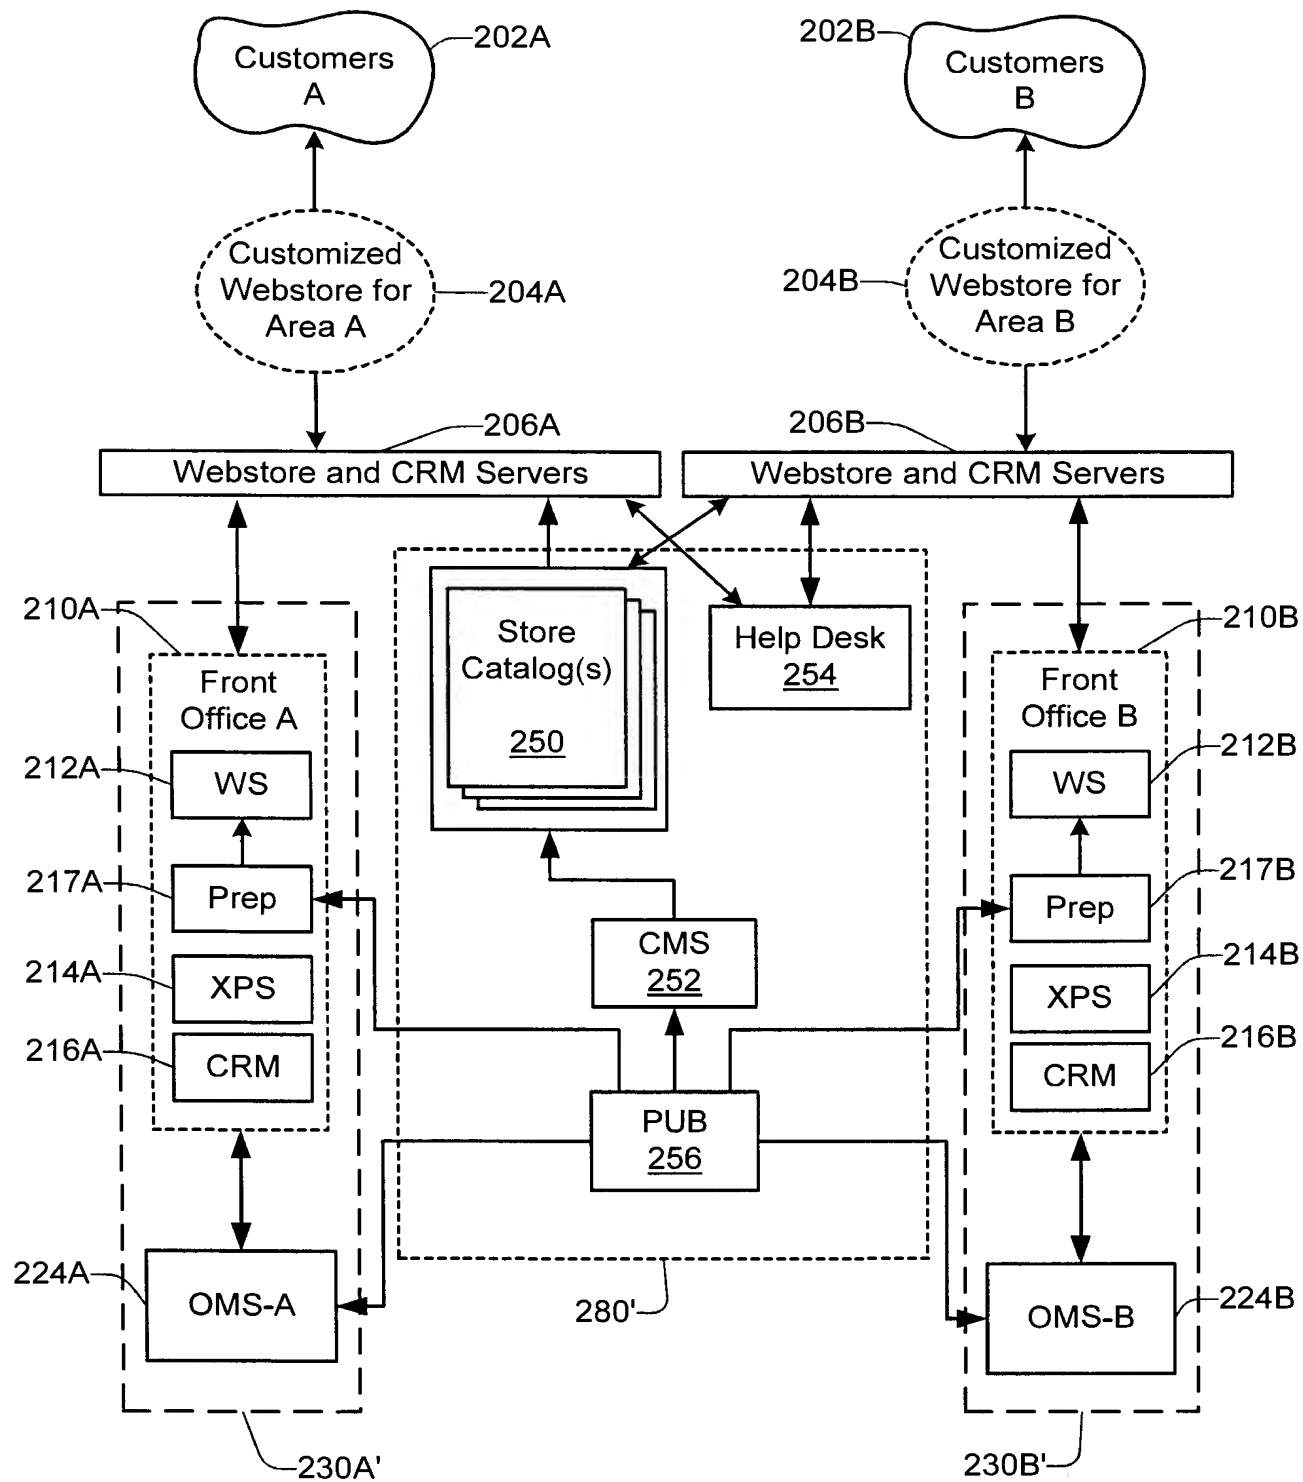 Customers
A
202A
202B
Customers
B
Customized
Webstore for
Area A
204A
204B
Customized
Webstore for
Area B
206A
206B
Webstore and CRM Servers
Webstore and CRM Servers
210A
Front
Office A
212A
WS
217A
Prep
214A
XPS
216A
CRM
224A
OMS-A
230A'
Store
Catalog(s)
250
Help Desk
254
CMS
252
PUB
256
280'
210B
Front
Office B
212B
WS
217B
Prep
214B
XPS
216B
CRM
224B
OMS-B
230B'